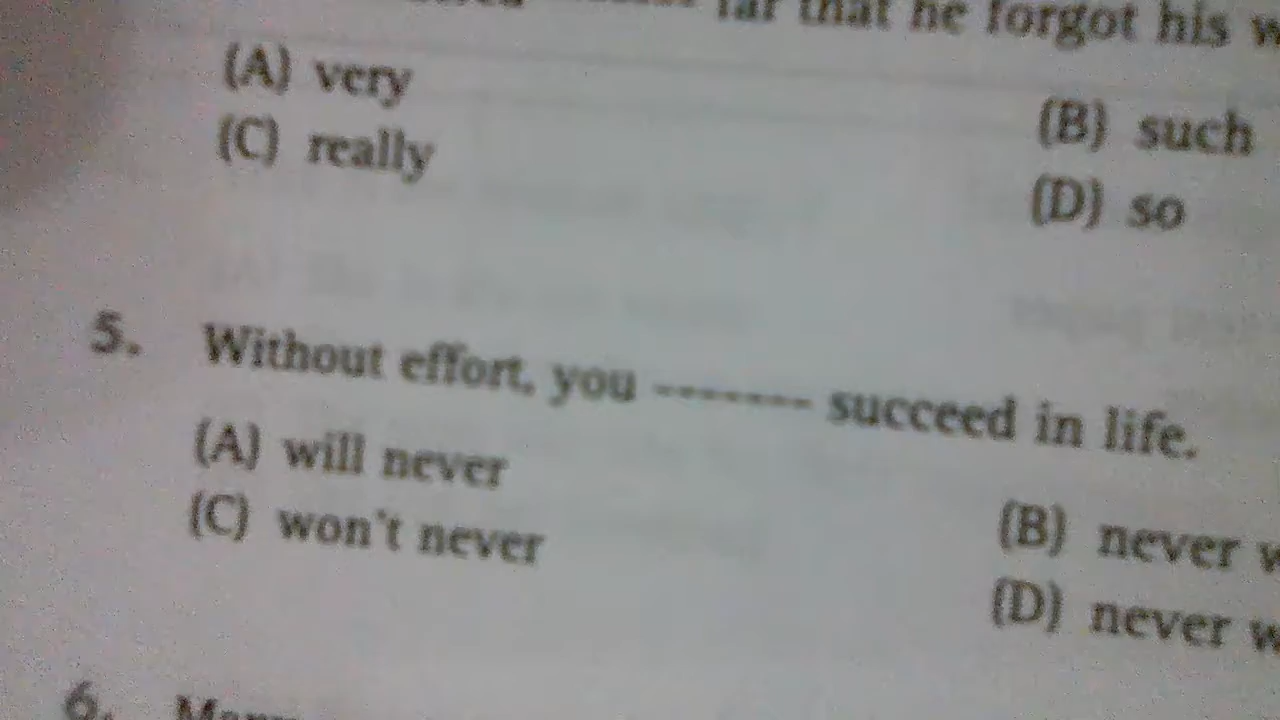 far that he forgot his
(A) very
(B) such
(C) really
(D) so
5. Without effort, you ------- succeed in life.
(A) will never
(B) never
(C) won't never
(D) never
6.